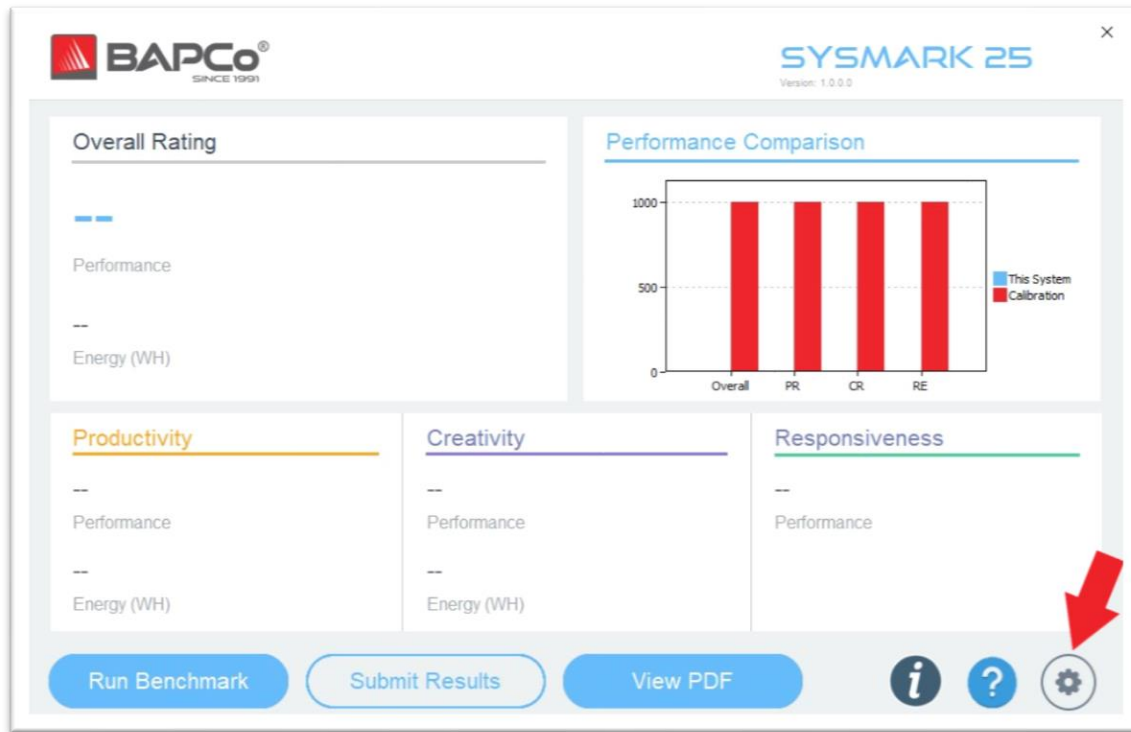 BAPCo®
SINCE 1991
SYSMARK 25
Version: 1.0.0.0
×
Overall Rating
--
Performance
--
Energy (WH)
Performance Comparison
1000
500
0
Overall PR CR RE
This System
Calibration
Productivity
--
Performance
--
Energy (WH)
Creativity
--
Performance
--
Energy (WH)
Responsiveness
--
Performance
Run Benchmark
Submit Results
View PDF
i
?